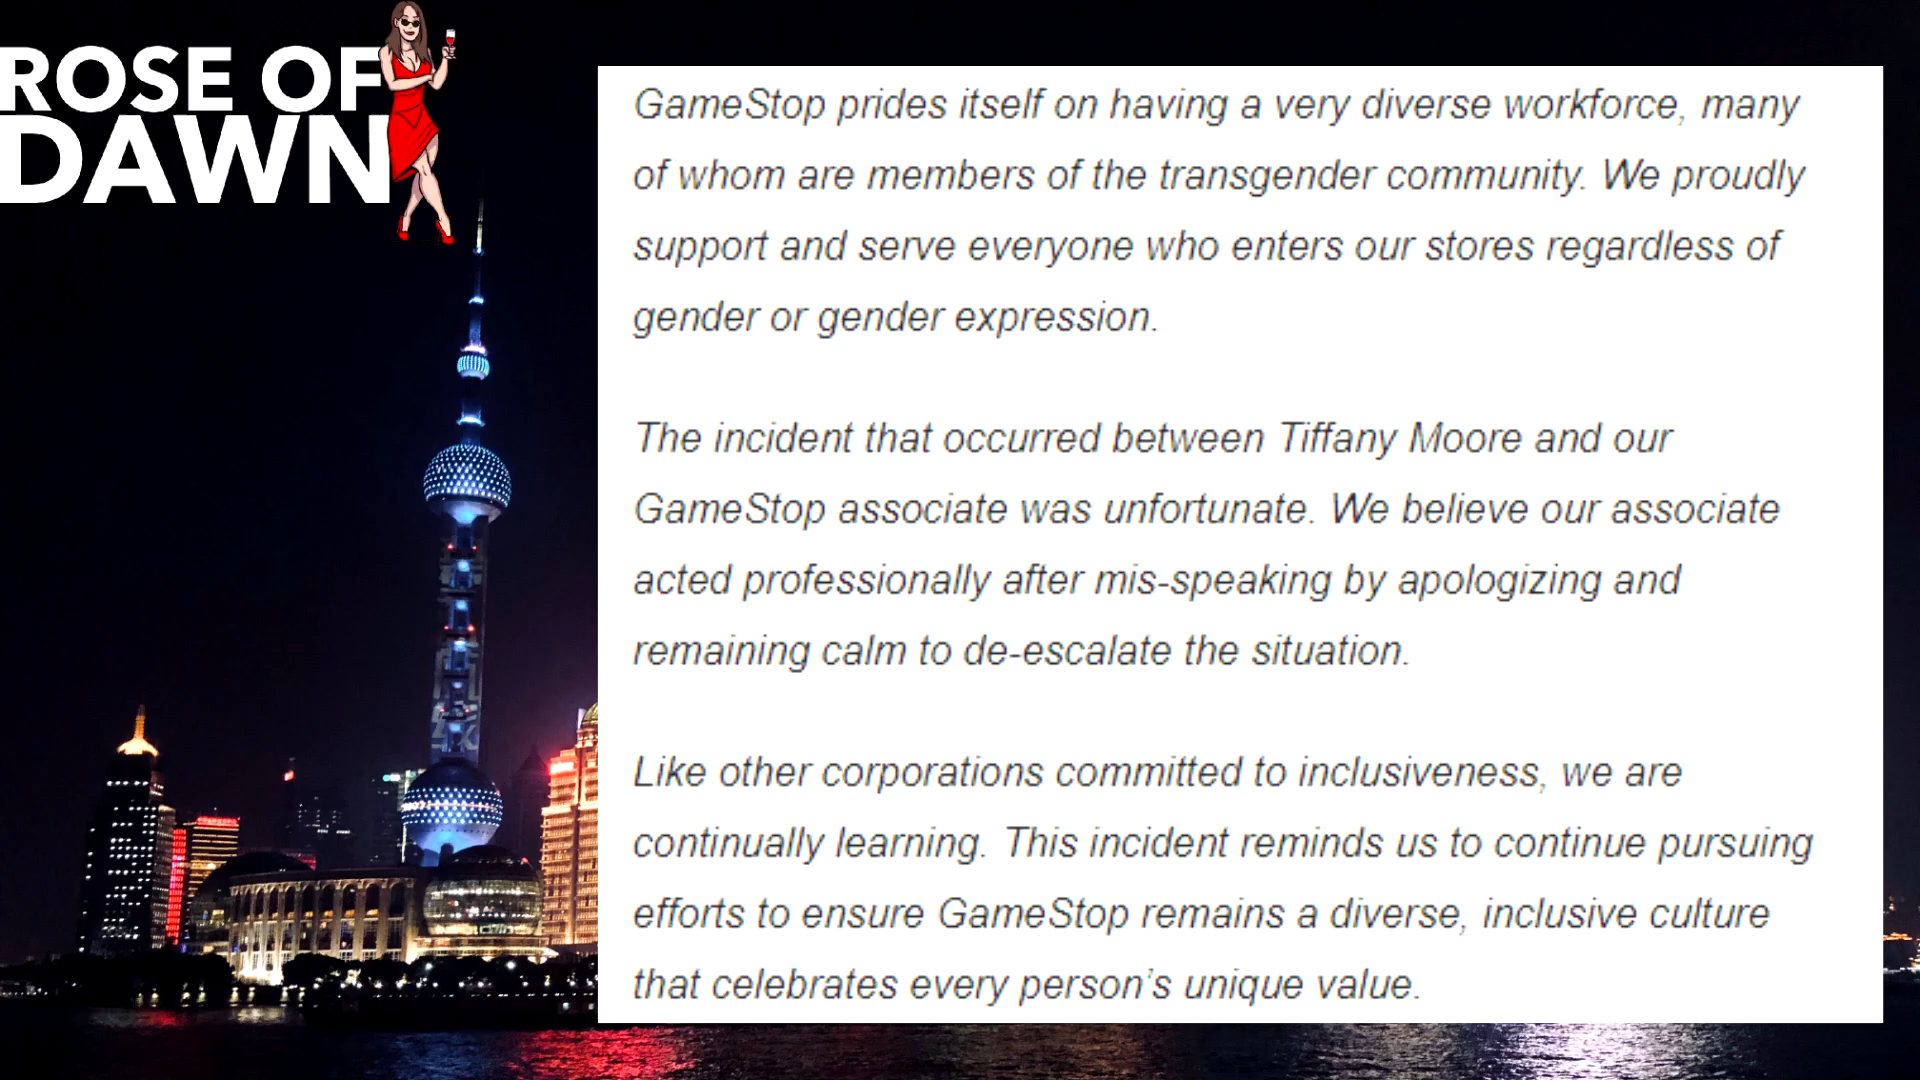 ROSE OF
DAWN
GameStop prides itself on having a very diverse workforce, many
of whom are members of the transgender community. We proudly
support and serve everyone who enters our stores regardless of
gender or gender expression.
The incident that occurred between Tiffany Moore and our
GameStop associate was unfortunate. We believe our associate
acted professionally after mis-speaking by apologizing and
remaining calm to de-escalate the situation.
Like other corporations committed to inclusiveness, we are
continually learning. This incident reminds us to continue pursuing
efforts to ensure GameStop remains a diverse, inclusive culture
that celebrates every person’s unique value.